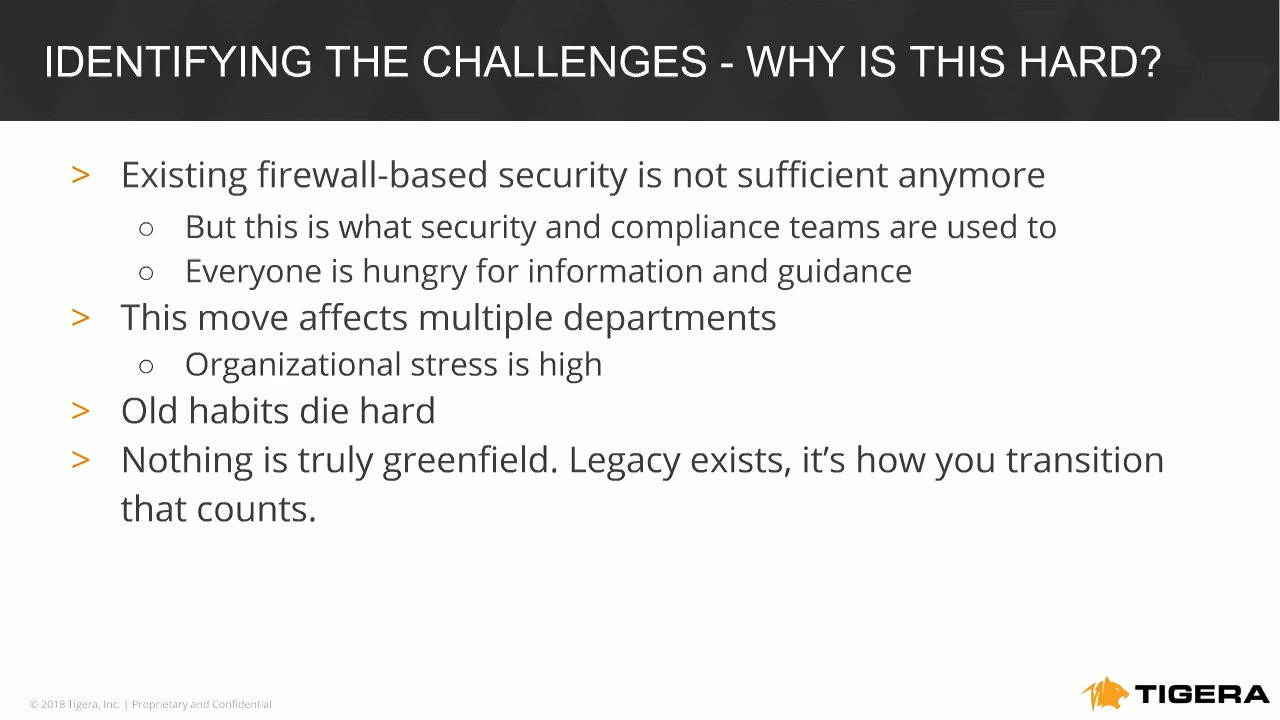 IDENTIFYING THE CHALLENGES - WHY IS THIS HARD?
> Existing firewall-based security is not sufficient anymore
○ But this is what security and compliance teams are used to
○ Everyone is hungry for information and guidance
> This move affects multiple departments
○ Organizational stress is high
> Old habits die hard
> Nothing is truly greenfield. Legacy exists, it’s how you transition
that counts.
© 2018 Tigera, Inc. | Proprietary and Confidential
TIGERA